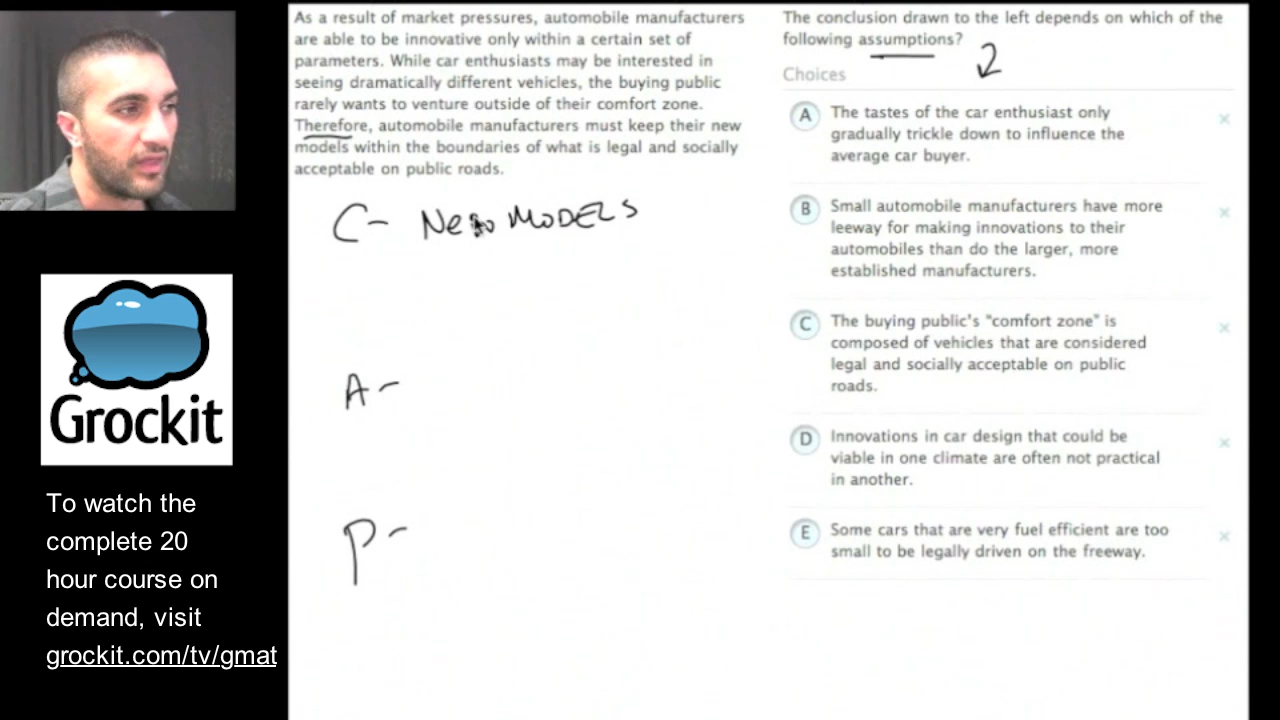 As a result of market pressures, automobile manufacturers
are able to be innovative only within a certain set of
parameters. While car enthusiasts may be interested in
seeing dramatically different vehicles, the buying public
rarely wants to venture outside of their comfort zone.
Therefore, automobile manufacturers must keep their new
models within the boundaries of what is legal and socially
acceptable on public roads.
C- New MODELS
A-
P-
The conclusion drawn to the left depends on which of the
following assumptions?
Choices
A The tastes of the car enthusiast only
gradually trickle down to influence the
average car buyer.
B Small automobile manufacturers have more
leeway for making innovations to their
automobiles than do the larger, more
established manufacturers.
C The buying public's "comfort zone" is
composed of vehicles that are considered
legal and socially acceptable on public
roads.
D Innovations in car design that could be
viable in one climate are often not practical
in another.
E Some cars that are very fuel efficient are too
small to be legally driven on the freeway.
Grockit
To watch the
complete 20
hour course on
demand, visit
grockit.com/tv/gmat